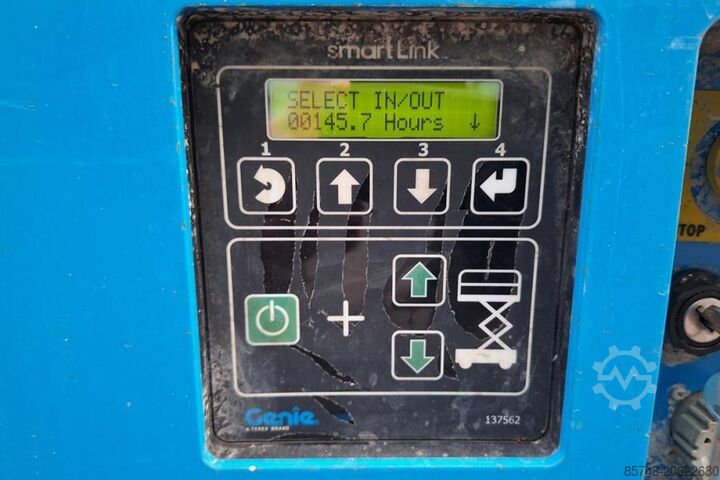 smartLink
SELECT IN/OUT
00145.7 Hours ↓
1 2 3 4
STOP
Genie
A TEREX BRAND
137562
85743-20622680